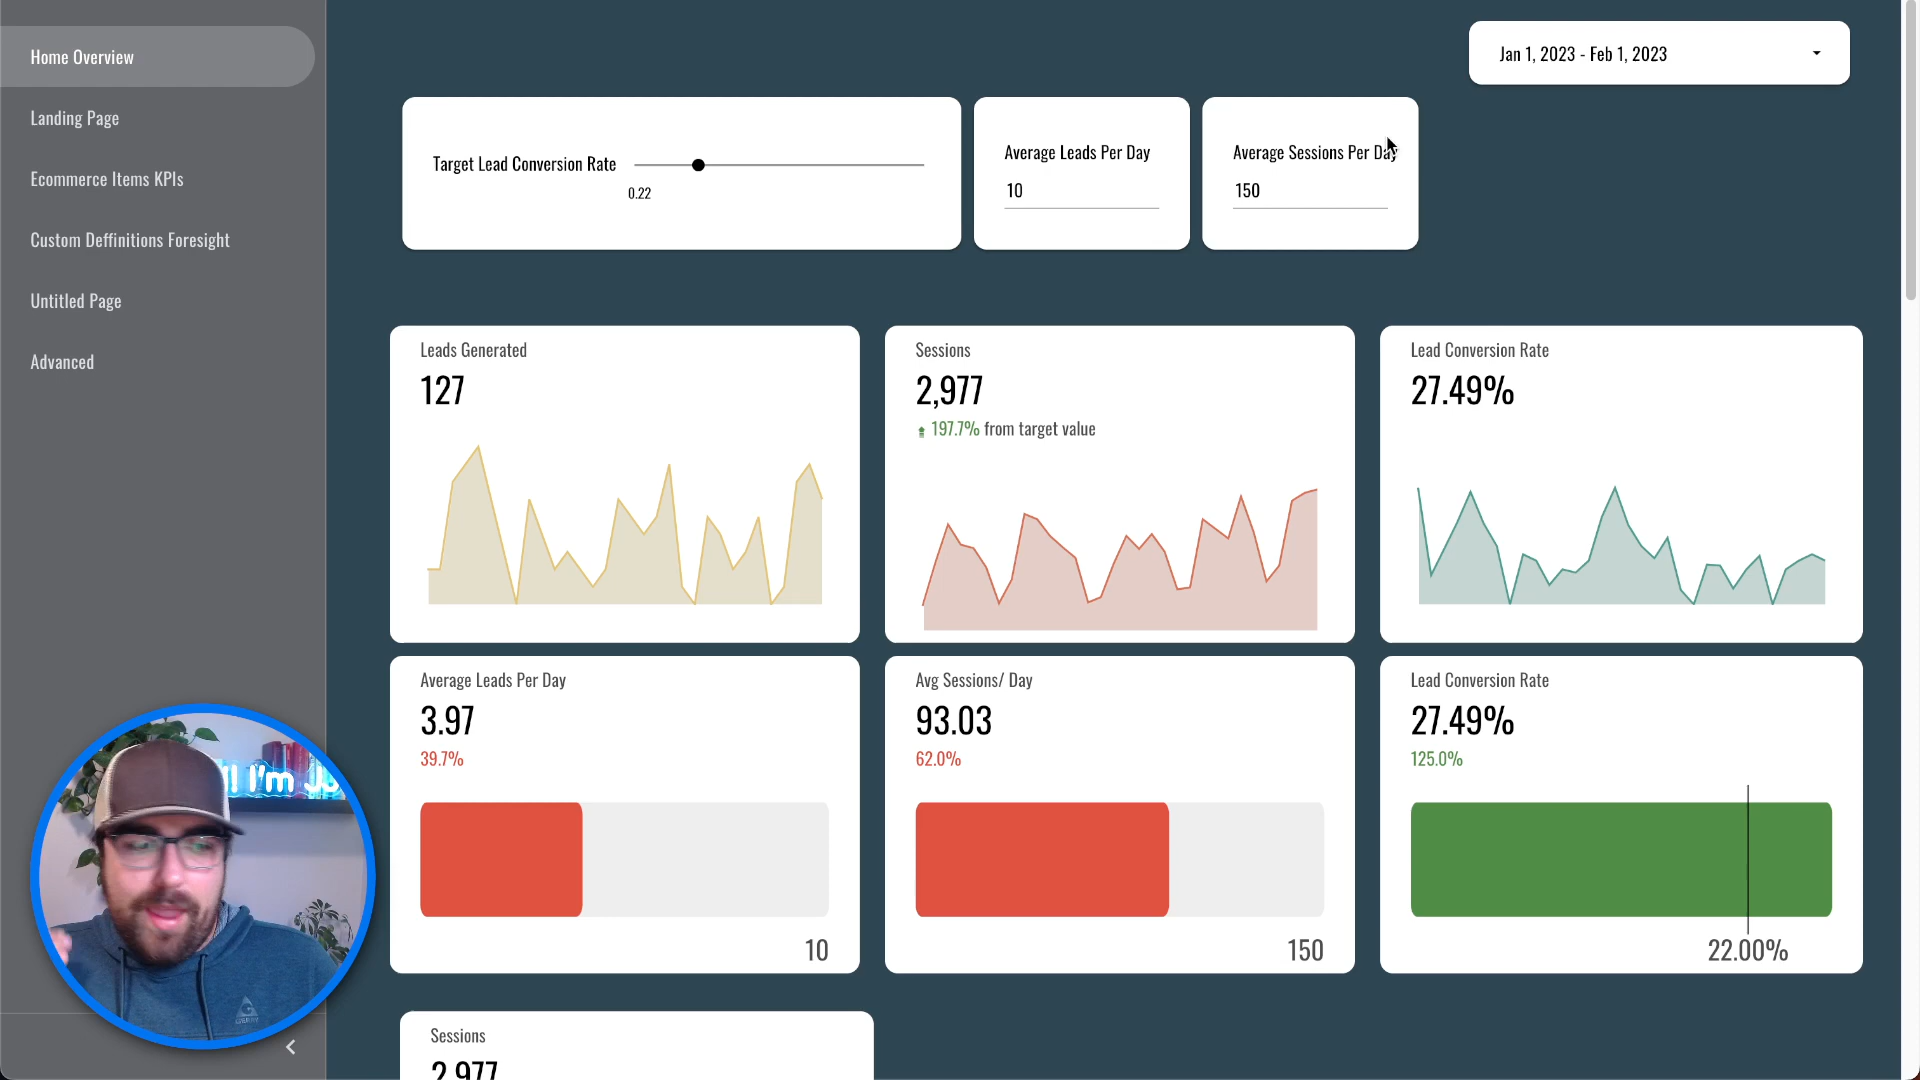 Home Overview
Landing Page
Ecommerce Items KPIs
Custom Deffinitions Foresight
Untitled Page
Advanced
Jan 1, 2023 - Feb 1, 2023
Target Lead Conversion Rate
0.22
Average Leads Per Day
10
Average Sessions Per Day
150
Leads Generated
127
Sessions
2,977
197.7% from target value
Lead Conversion Rate
27.49%
Average Leads Per Day
3.97
39.7%
10
Avg Sessions/ Day
93.03
62.0%
150
Lead Conversion Rate
27.49%
125.0%
22.00%
Sessions
2,977
I'm